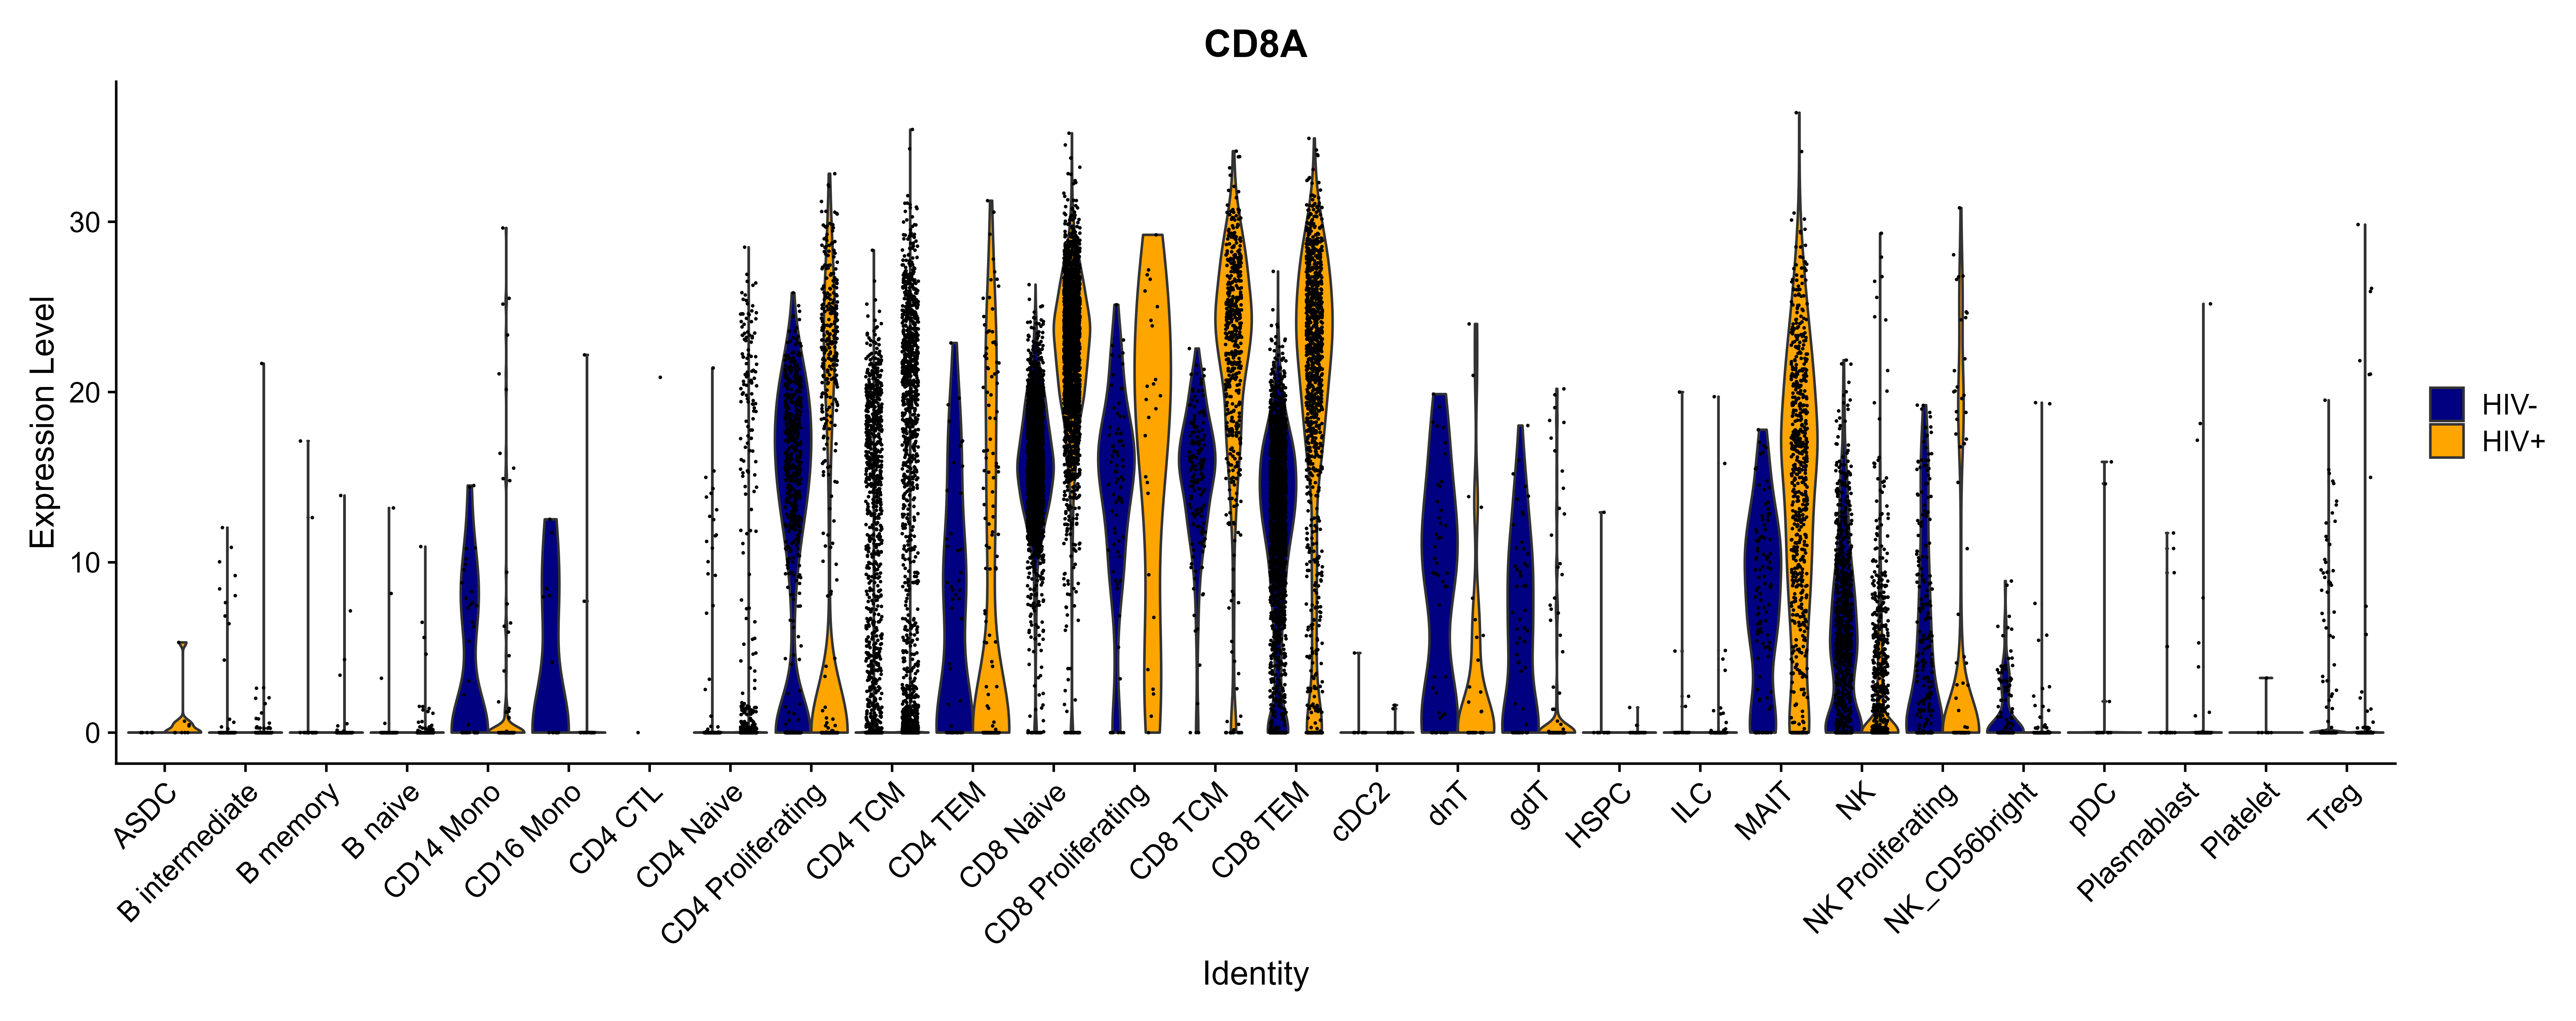 CD8A
Expression Level
30
20
10
0
HIV-
HIV+
ASDC
B intermediate
B memory
B naive
CD14 Mono
CD16 Mono
CD4 CTL
CD4 Naive
CD4 Proliferating
CD4 TCM
CD4 TEM
CD8 Naive
CD8 Proliferating
CD8 TCM
CD8 TEM
cDC2
dnT
gdT
HSPC
ILC
MAIT
NK
NK Proliferating
NK_CD56bright
pDC
Plasmablast
Platelet
Treg
Identity